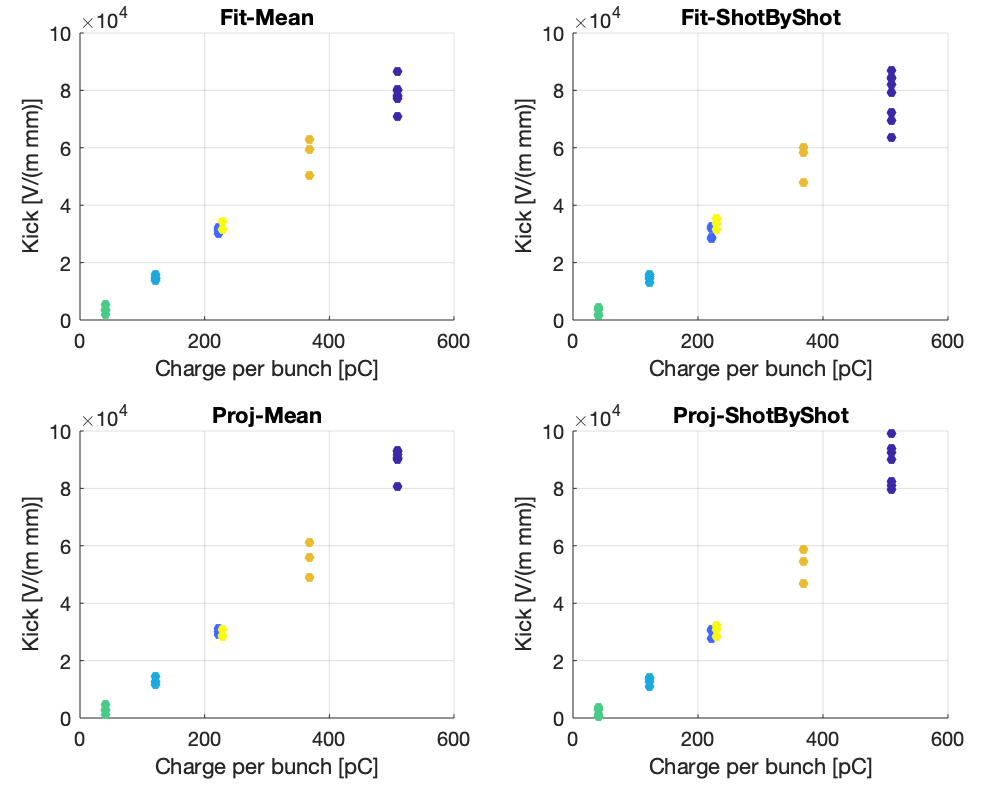 Fit-Mean
×10⁴
10
8
6
4
2
0
0 200 400 600
Kick [V/(m mm)]
Charge per bunch [pC]
Fit-ShotByShot
×10⁴
10
8
6
4
2
0
0 200 400 600
Kick [V/(m mm)]
Charge per bunch [pC]
Proj-Mean
×10⁴
10
8
6
4
2
0
0 200 400 600
Kick [V/(m mm)]
Charge per bunch [pC]
Proj-ShotByShot
×10⁴
10
8
6
4
2
0
0 200 400 600
Kick [V/(m mm)]
Charge per bunch [pC]